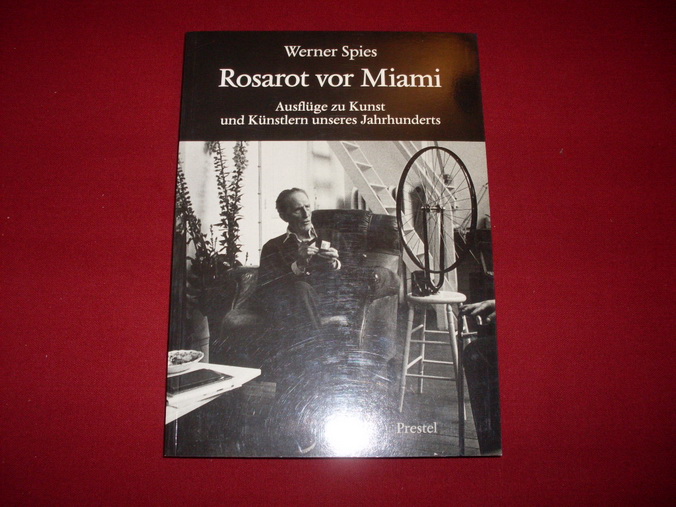 Werner Spies
Rosarot vor Miami
Ausflüge zu Kunst
und Künstlern unseres Jahrhunderts
Prestel